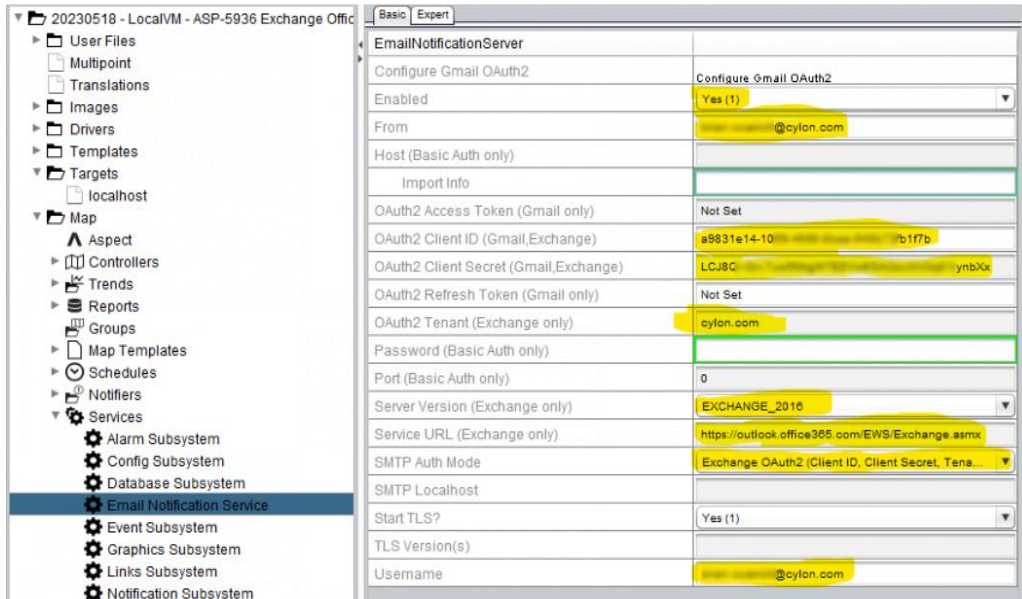 20230518 - LocalVM - ASP-5936 Exchange Offic
User Files
Multipoint
Translations
Images
Drivers
Templates
Targets
localhost
Map
Aspect
Controllers
Trends
Reports
Groups
Map Templates
Schedules
Notifiers
Services
Alarm Subsystem
Config Subsystem
Database Subsystem
Email Notification Service
Event Subsystem
Graphics Subsystem
Links Subsystem
Notification Subsystem
Basic Expert
EmailNotificationServer
Configure Gmail OAuth2 Configure Gmail OAuth2
Enabled Yes (1)
From @cylon.com
Host (Basic Auth only)
Import Info
OAuth2 Access Token (Gmail only) Not Set
OAuth2 Client ID (Gmail,Exchange) a9831e14-10 fb1f7b
OAuth2 Client Secret (Gmail,Exchange) LCJ8Q ynbXx
OAuth2 Refresh Token (Gmail only) Not Set
OAuth2 Tenant (Exchange only) cylon.com
Password (Basic Auth only)
Port (Basic Auth only) 0
Server Version (Exchange only) EXCHANGE_2016
Service URL (Exchange only) https://outlook.office365.com/EWS/Exchange.asmx
SMTP Auth Mode Exchange OAuth2 (Client ID, Client Secret, Tena...
SMTP Localhost
Start TLS? Yes (1)
TLS Version(s)
Username @cylon.com